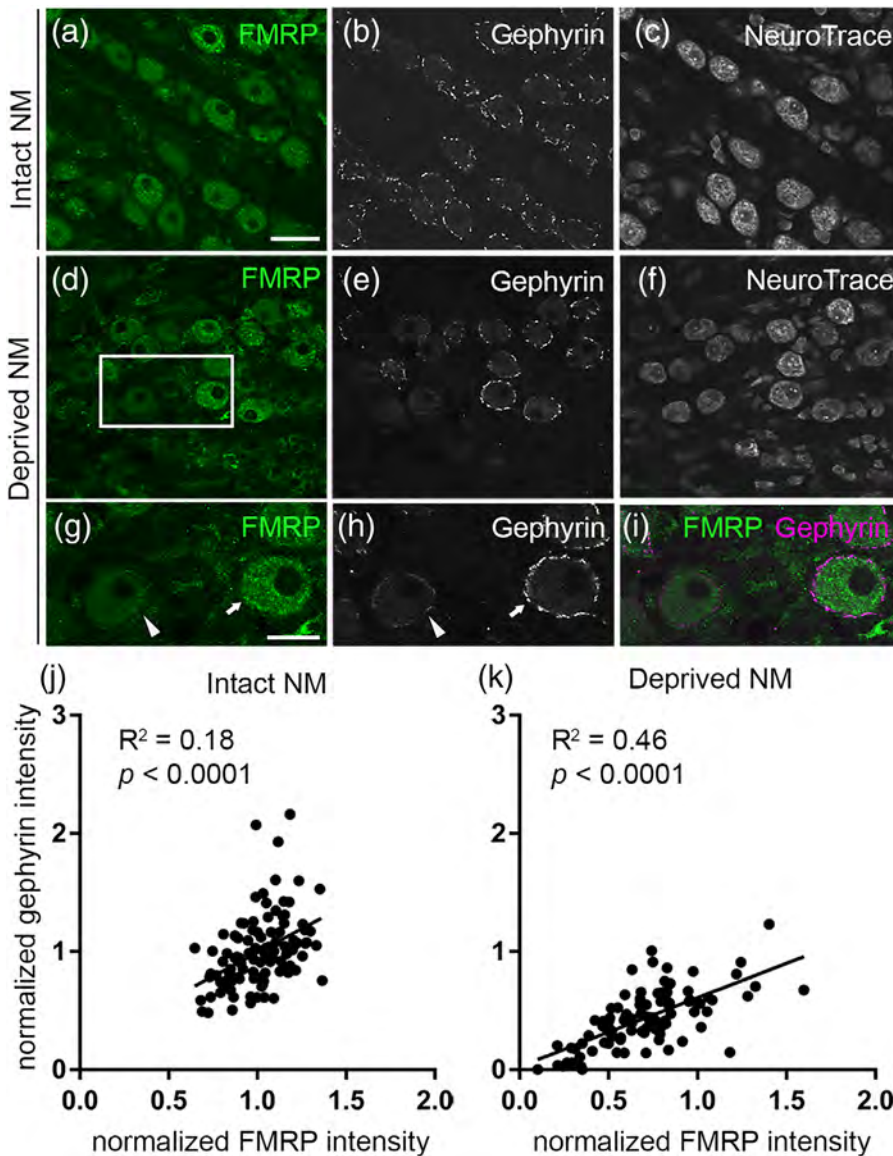 Intact NM
(a) FMRP
(b) Gephyrin
(c) NeuroTrace
Deprived NM
(d) FMRP
(e) Gephyrin
(f) NeuroTrace
(g) FMRP
(h) Gephyrin
(i) FMRP Gephyrin
(j) Intact NM
R² = 0.18
p < 0.0001
normalized gephyrin intensity
3
2
1
0
0.0 0.5 1.0 1.5 2.0
normalized FMRP intensity
(k) Deprived NM
R² = 0.46
p < 0.0001
3
2
1
0
0.0 0.5 1.0 1.5 2.0
normalized FMRP intensity